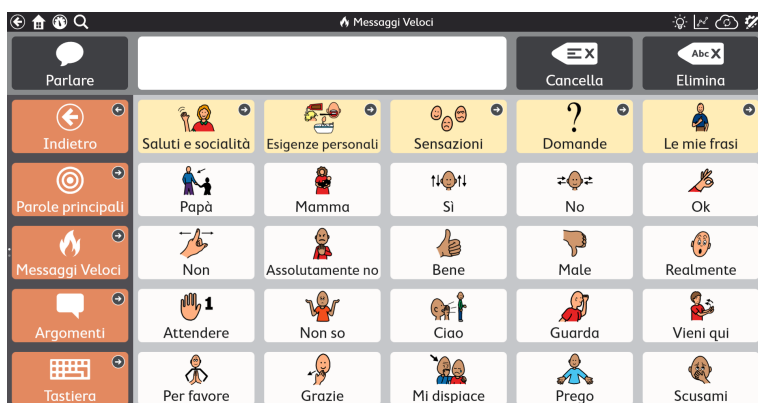 Messaggi Veloci
Parlare
Cancella
Abc X
Elimina
Indietro
Saluti e socialità
Esigenze personali
Sensazioni
?
Domande
Le mie frasi
Parole principali
Papà
Mamma
Sì
No
Ok
Messaggi Veloci
Non
Assolutamente no
Bene
Male
Realmente
Argomenti
1
Attendere
Non so
Ciao
Guarda
Vieni qui
Tastiera
Per favore
Grazie
Mi dispiace
Prego
Scusami